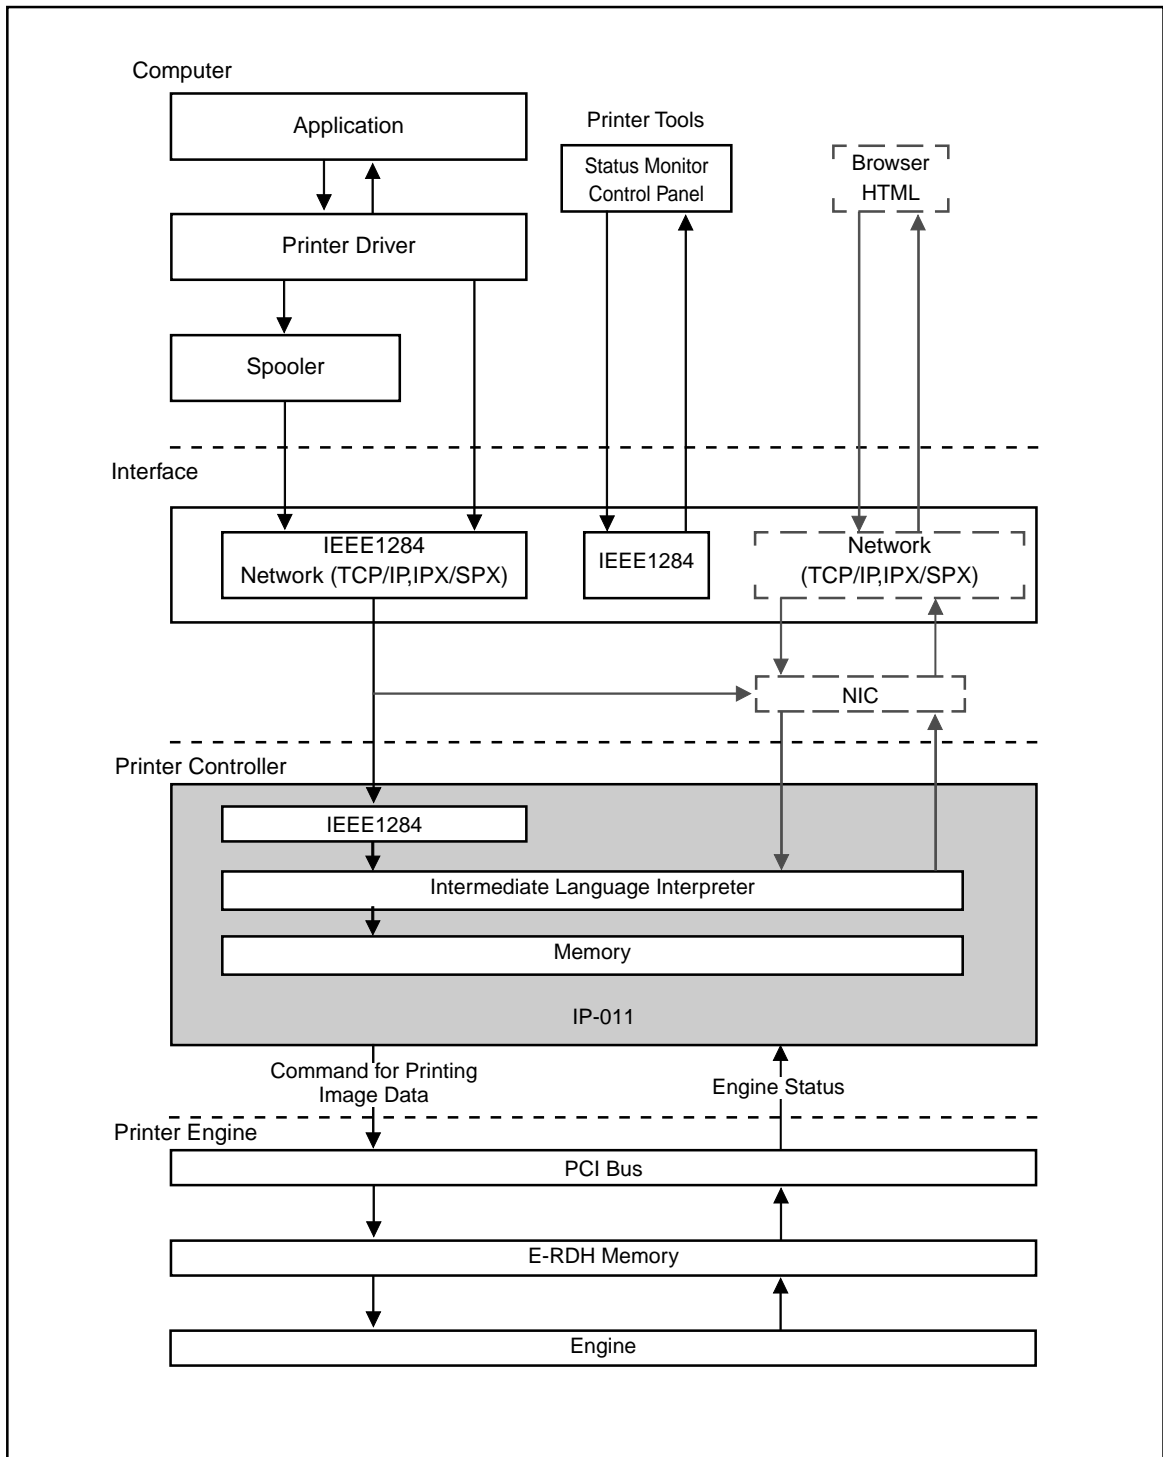 Computer
Application
Printer Tools
Status Monitor
Control Panel
Browser
HTML
Printer Driver
Spooler
Interface
IEEE1284
Network (TCP/IP,IPX/SPX)
IEEE1284
Network
(TCP/IP,IPX/SPX)
NIC
Printer Controller
IEEE1284
Intermediate Language Interpreter
Memory
IP-011
Command for Printing
Image Data
Engine Status
Printer Engine
PCI Bus
E-RDH Memory
Engine